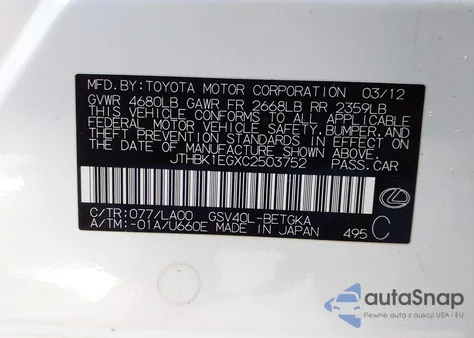 MFD. BY: TOYOTA MOTOR CORPORATION 03/12
GVWR 4680LB GAWR FR 2668LB RR 2359LB
THIS VEHICLE CONFORMS TO ALL APPLICABLE
FEDERAL MOTOR VEHICLE SAFETY, BUMPER, AND
THEFT PREVENTION STANDARDS IN EFFECT ON
THE DATE OF MANUFACTURE SHOWN ABOVE.
JTHBK1EGXC2503752 PASS. CAR
C/TR: 077/LA00 GSV40L-BETGKA
A/TM: -01A/U660E MADE IN JAPAN 495 C
autoSnap
Pewne auta z aukcji USA - EU